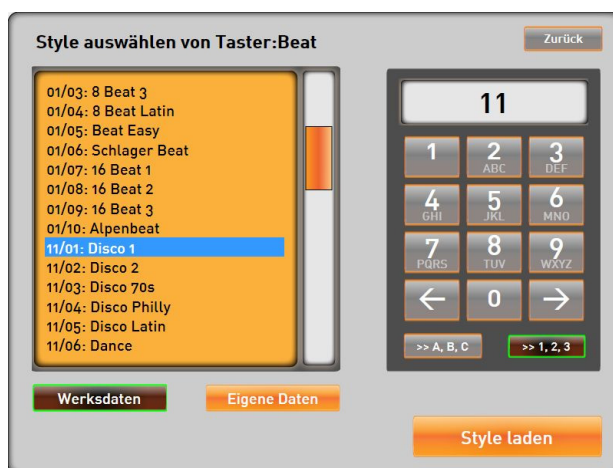 Style auswählen von Taster:Beat
Zurück
01/03: 8 Beat 3
01/04: 8 Beat Latin
01/05: Beat Easy
01/06: Schlager Beat
01/07: 16 Beat 1
01/08: 16 Beat 2
01/09: 16 Beat 3
01/10: Alpenbeat
11/01: Disco 1
11/02: Disco 2
11/03: Disco 70s
11/04: Disco Philly
11/05: Disco Latin
11/06: Dance
11
1 2 3
ABC DEF
4 5 6
GHI JKL MNO
7 8 9
PQRS TUV WXYZ
← 0 →
>> A, B, C >> 1, 2, 3
Werksdaten Eigene Daten
Style laden